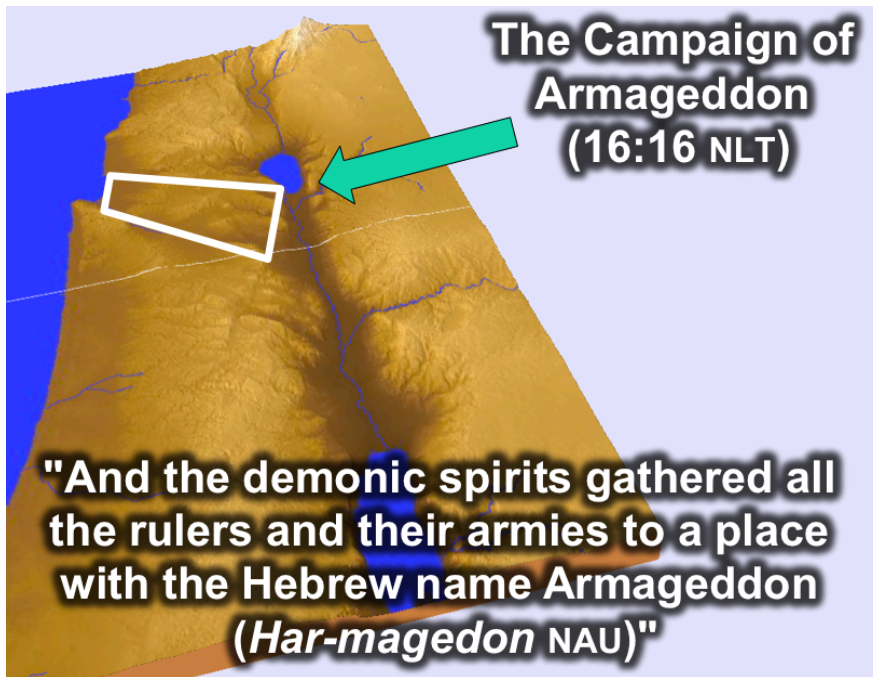 The Campaign of
Armageddon
(16:16 NLT)
"And the demonic spirits gathered all
the rulers and their armies to a place
with the Hebrew name Armageddon
(Har-magedon NAU)"